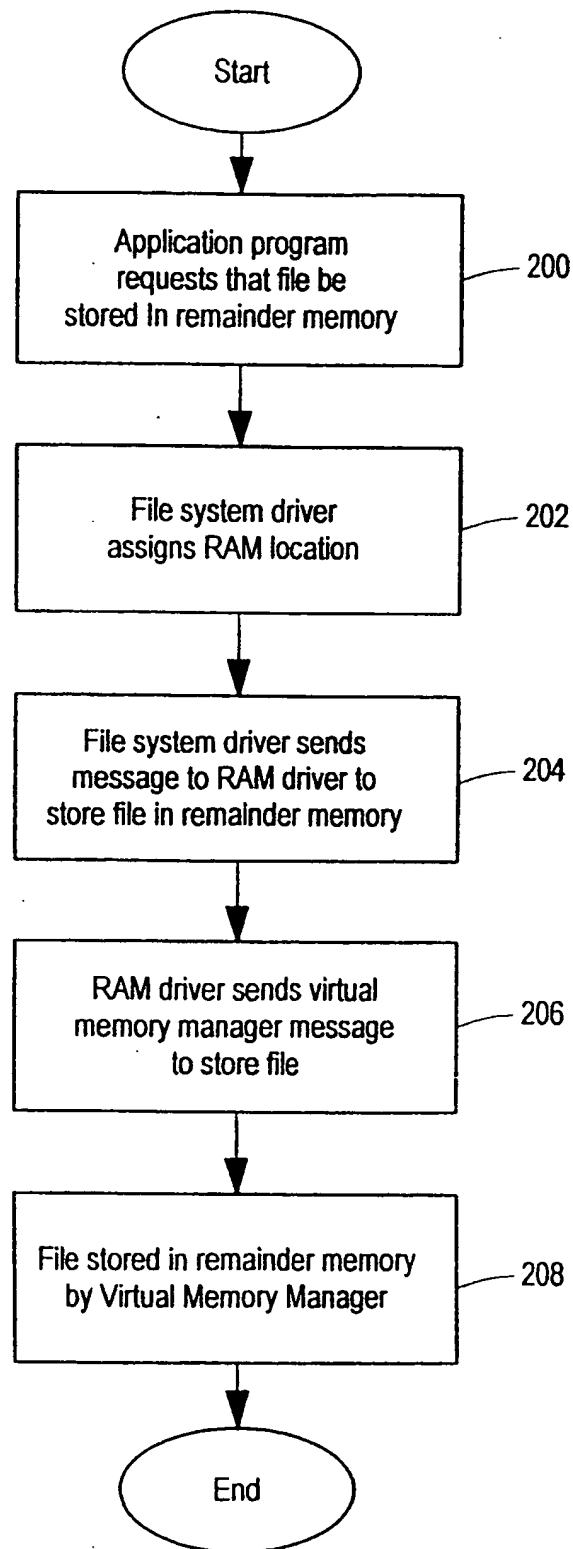 Start
Application program
requests that file be
stored In remainder memory
200
File system driver
assigns RAM location
202
File system driver sends
message to RAM driver to
store file in remainder memory
204
RAM driver sends virtual
memory manager message
to store file
206
File stored in remainder memory
by Virtual Memory Manager
208
End